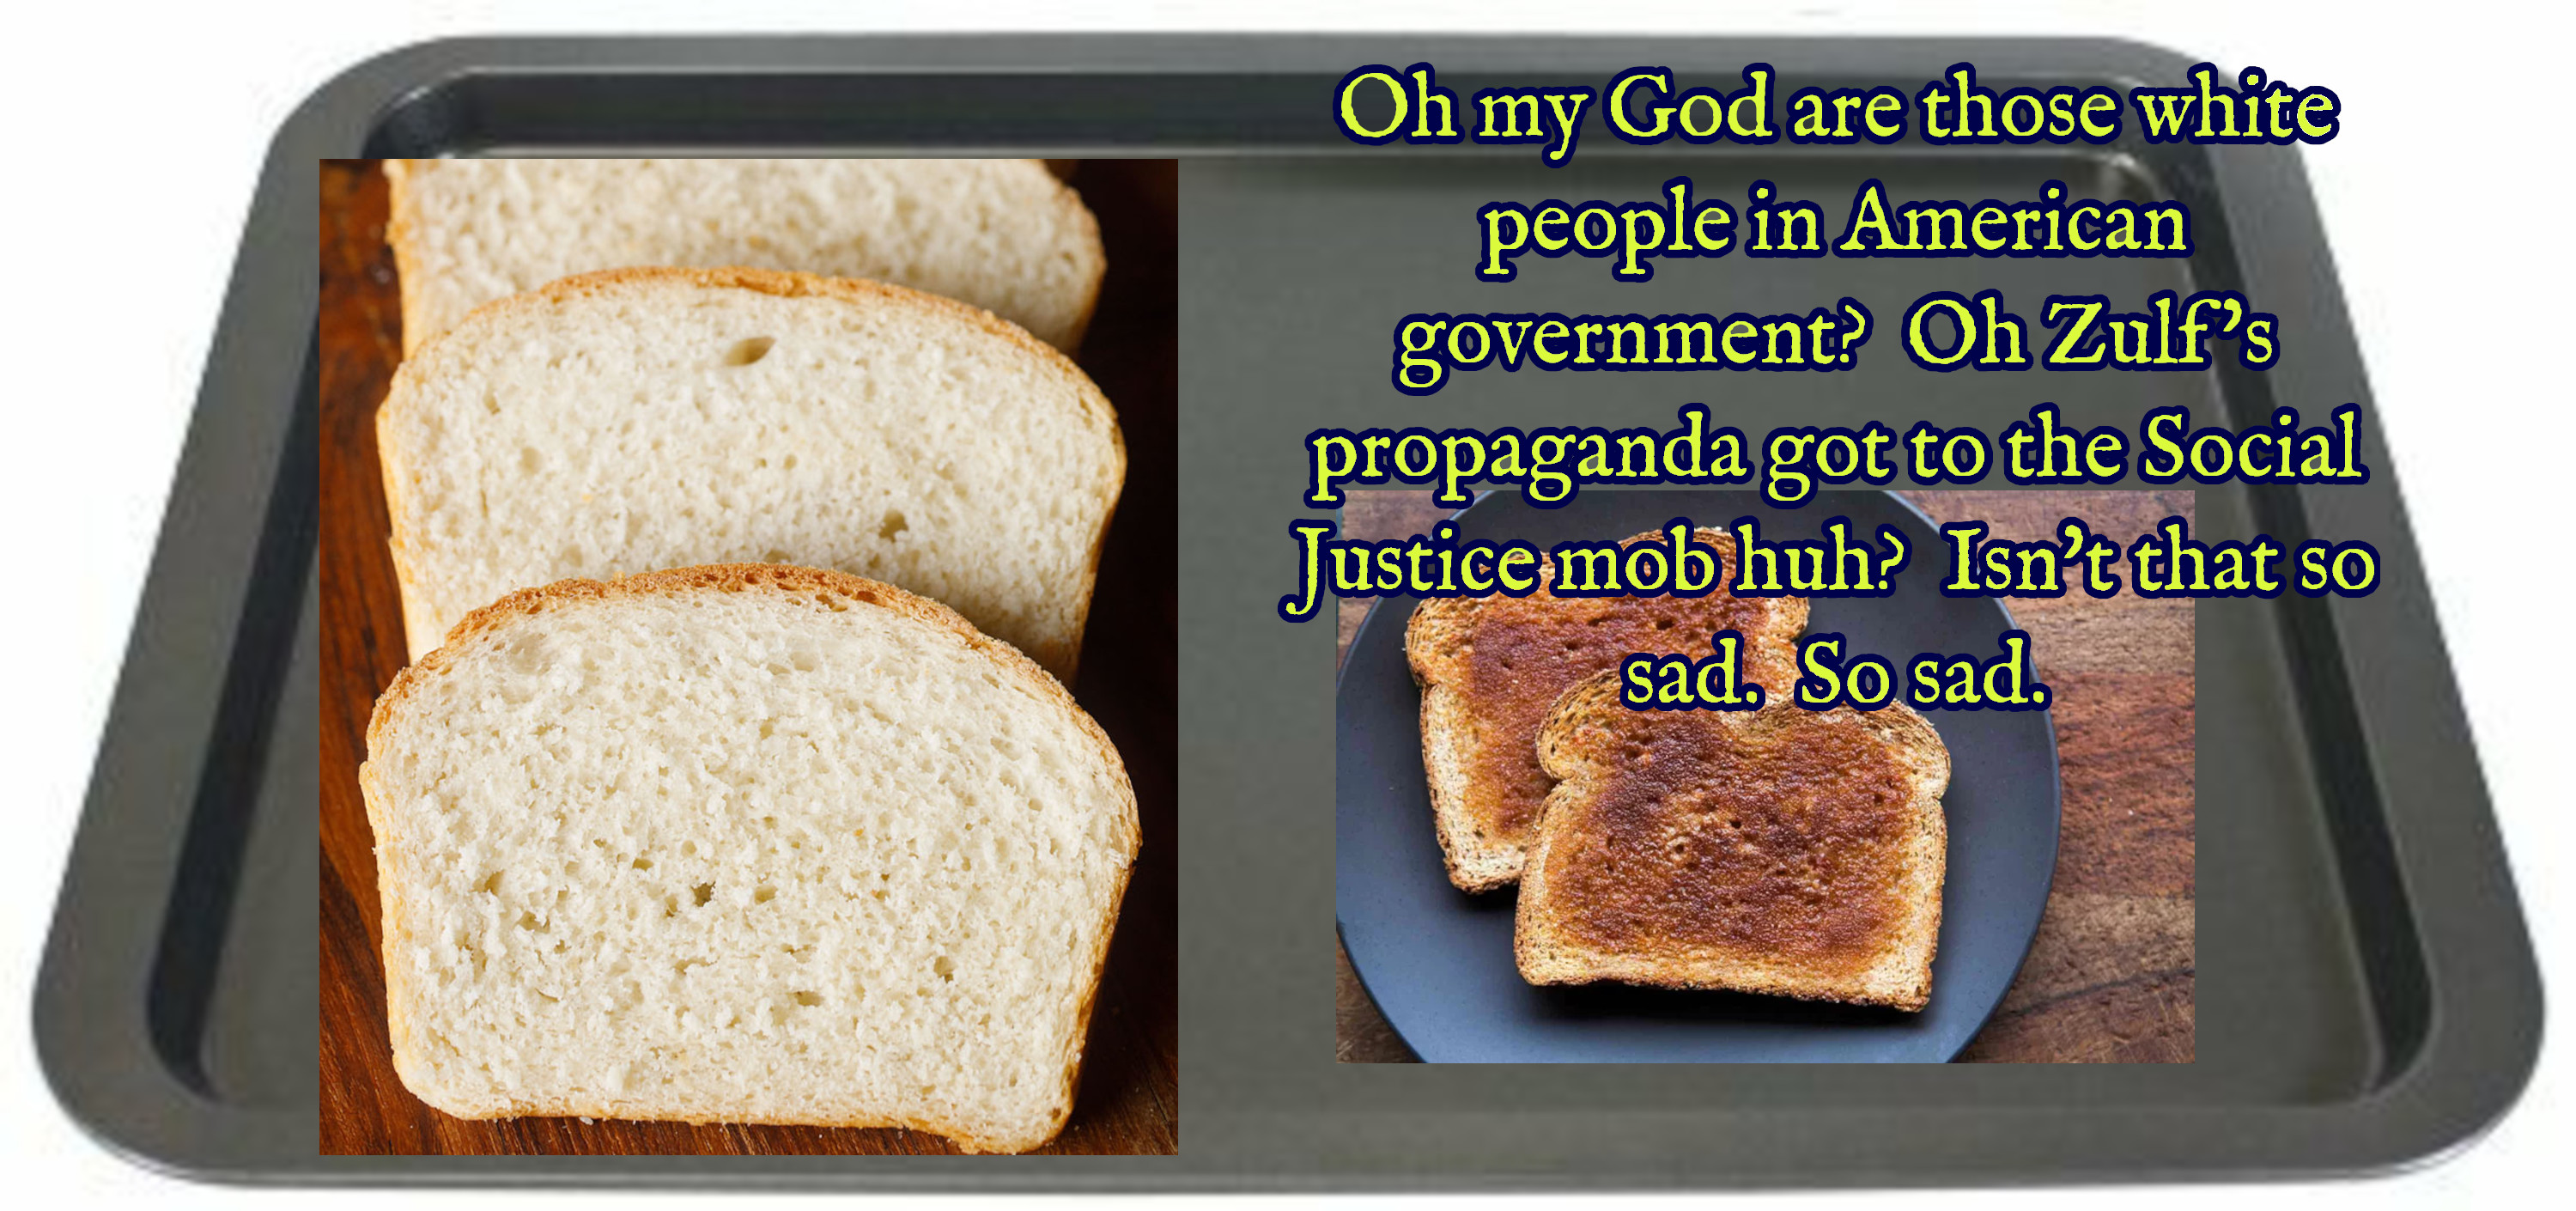 Oh my God are those white
people in American
government?  Oh Zulf's
propaganda got to the Social
Justice mob huh?  Isn't that so
sad.  So sad.